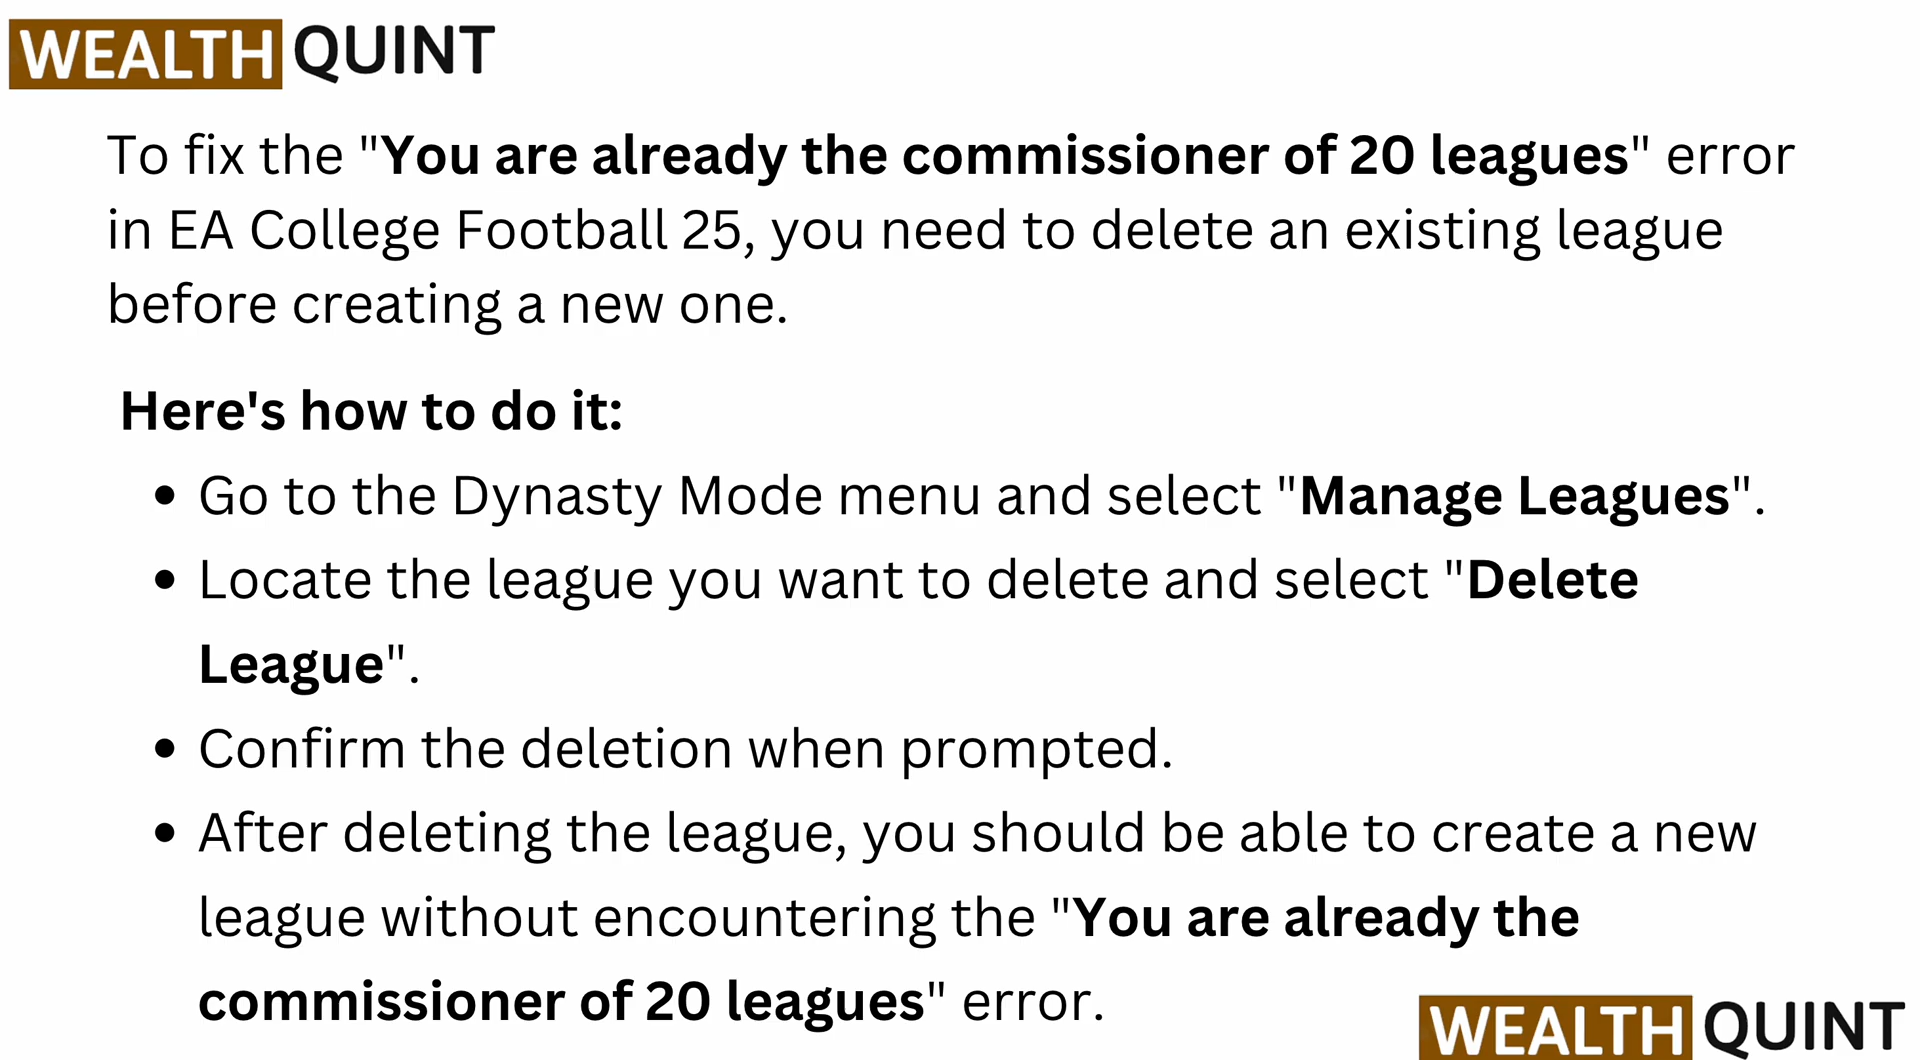 WEALTH QUINT
To fix the "You are already the commissioner of 20 leagues" error
in EA College Football 25, you need to delete an existing league
before creating a new one.
Here's how to do it:
• Go to the Dynasty Mode menu and select "Manage Leagues".
• Locate the league you want to delete and select "Delete
League".
• Confirm the deletion when prompted.
• After deleting the league, you should be able to create a new
league without encountering the "You are already the
commissioner of 20 leagues" error.
WEALTH QUINT